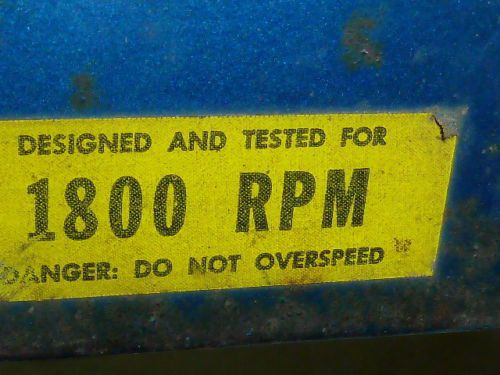 DESIGNED AND TESTED FOR
1800 RPM
DANGER: DO NOT OVERSPEED